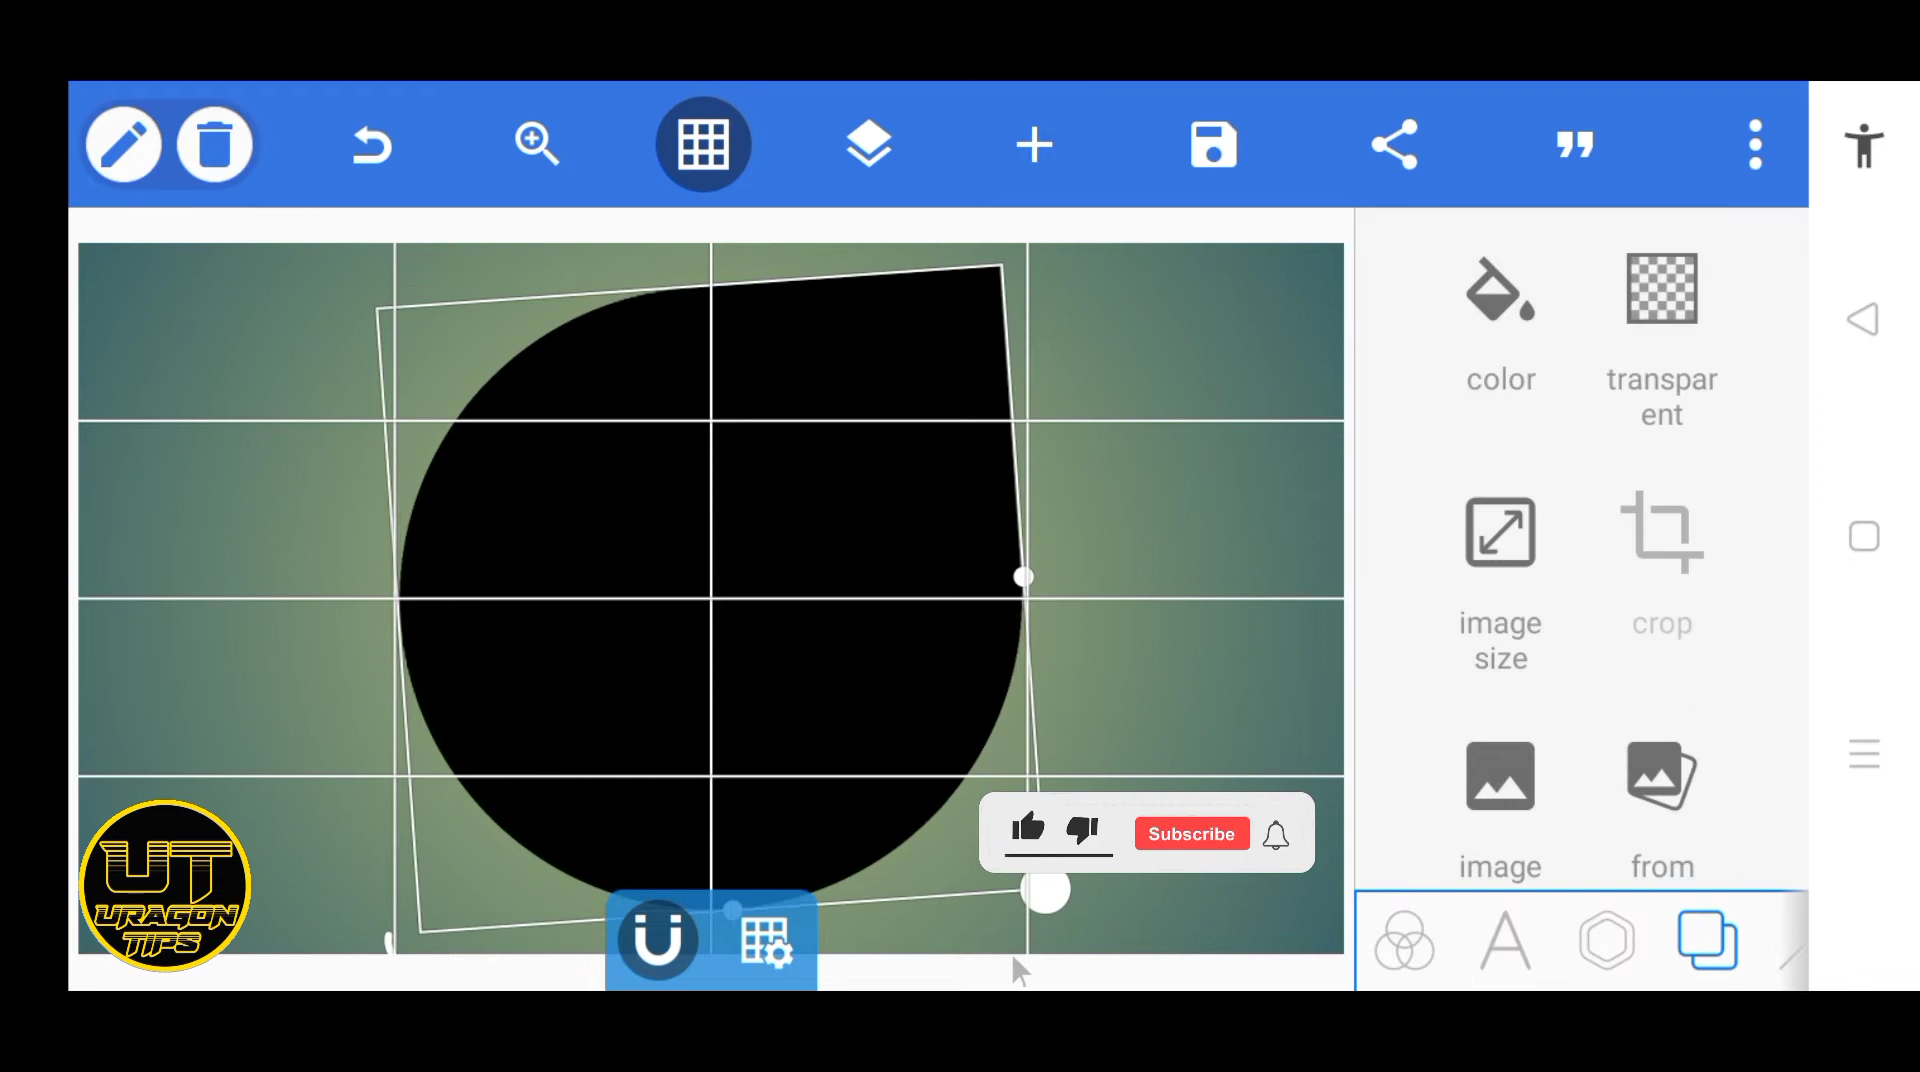 color
transpar
ent
image
size
crop
image
from
Subscribe
UT
URAGON
TIPS